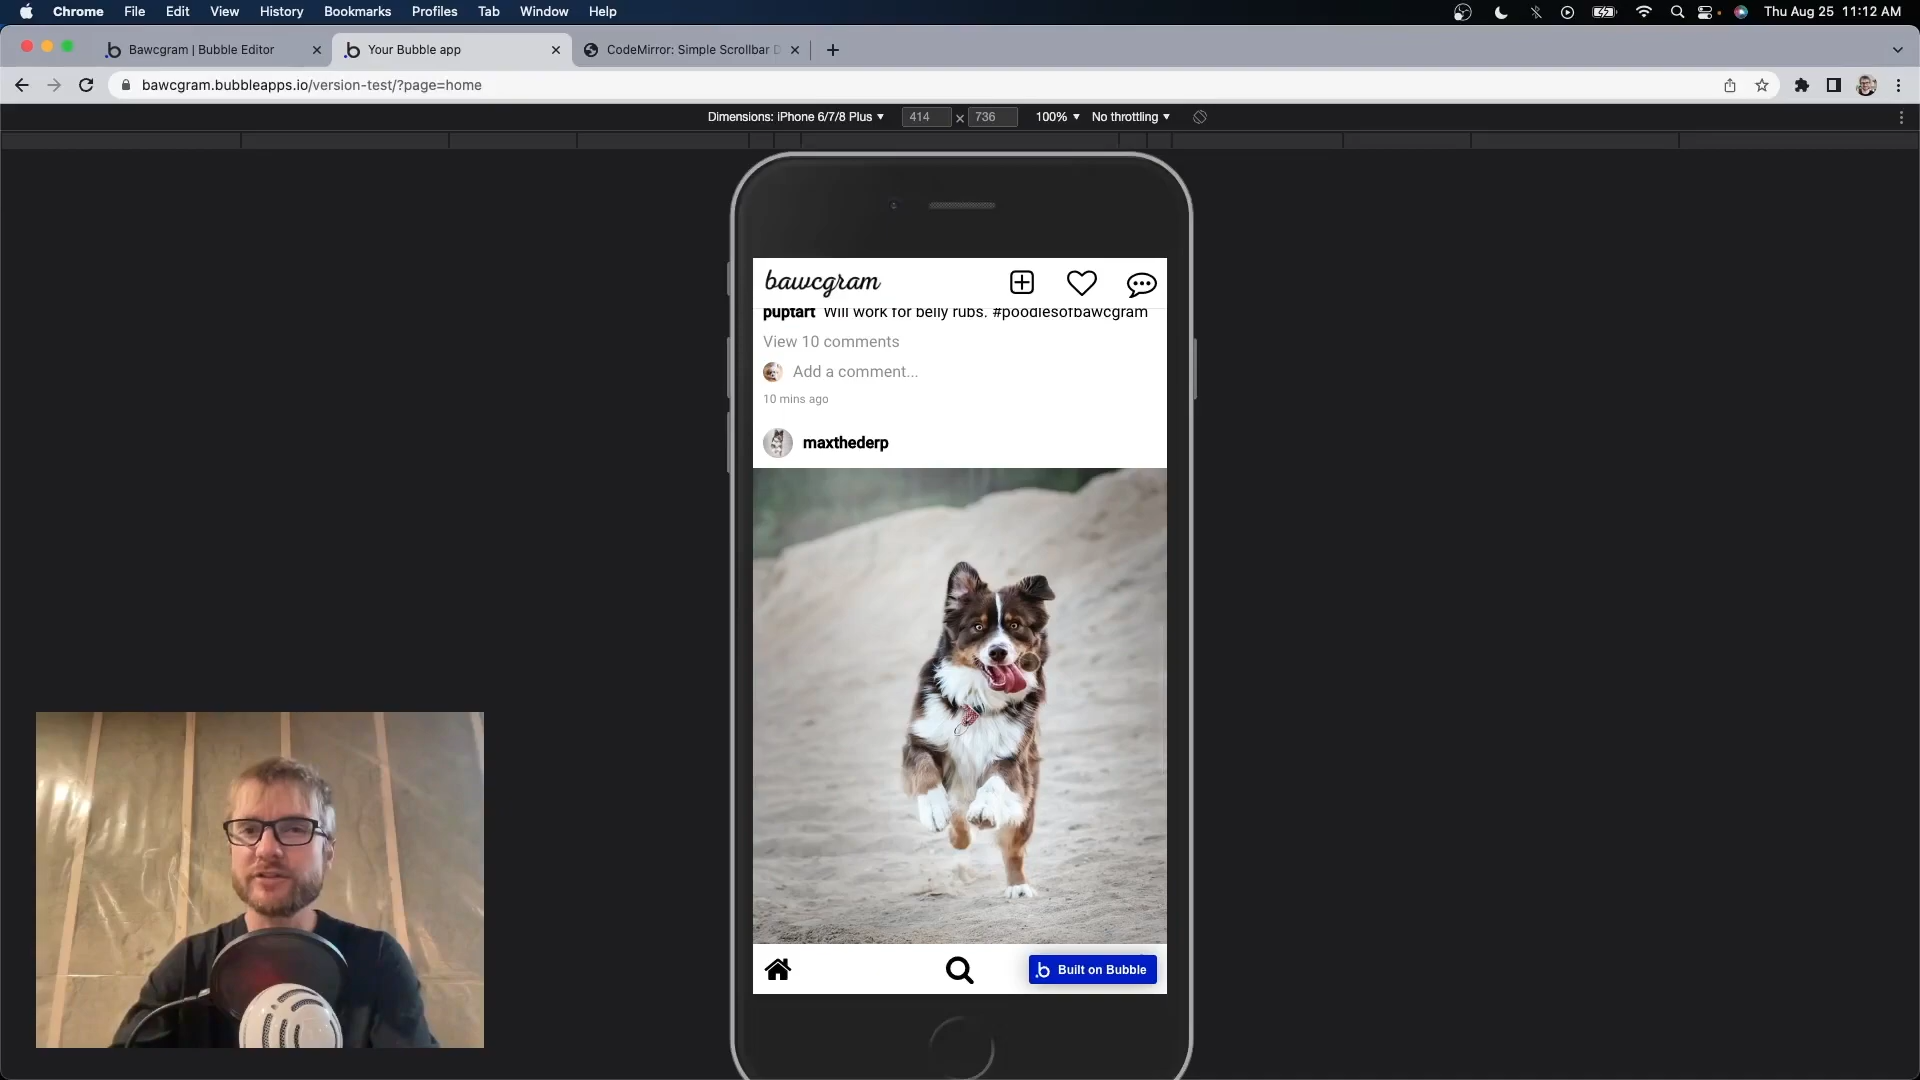 Chrome File Edit View History Bookmarks Profiles Tab Window Help Thu Aug 25 11:12 AM
Bawcgram | Bubble Editor Your Bubble app CodeMirror: Simple Scrollbar D
bawcgram.bubbleapps.io/version-test/?page=home
Dimensions: iPhone 6/7/8 Plus 414 × 736 100% No throttling
bawcgram
puptart Will work for belly rubs. #poodlesofbawcgram
View 10 comments
Add a comment...
10 mins ago
maxthederp
Built on Bubble